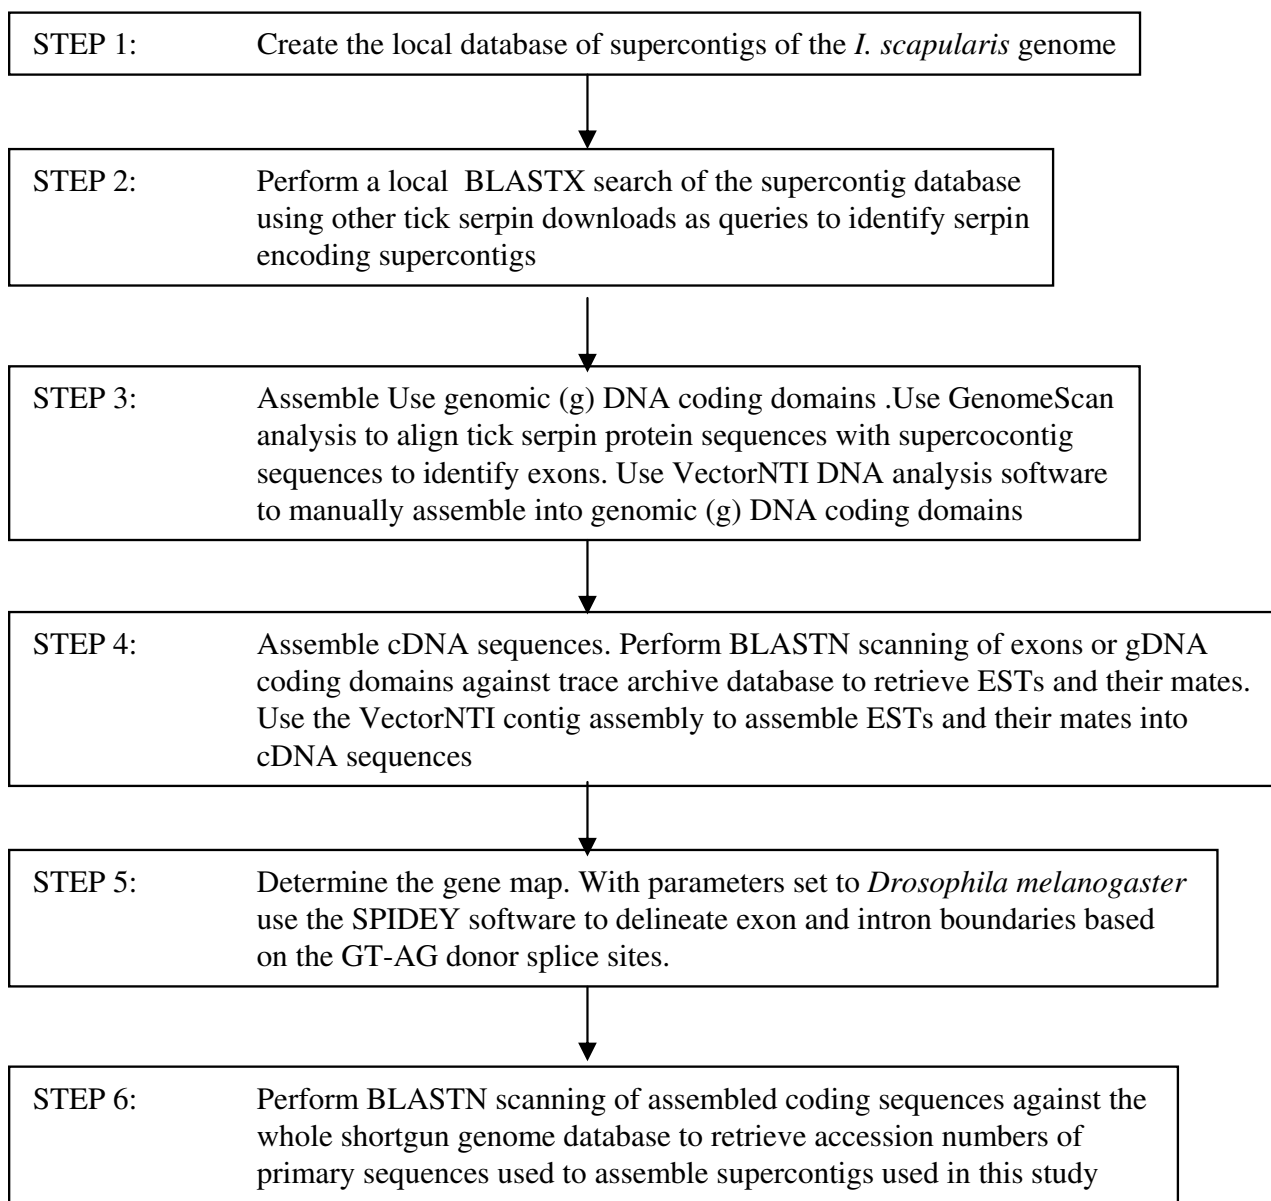 STEP 1: Create the local database of supercontigs of the I. scapularis genome
STEP 2: Perform a local BLASTX search of the supercontig database
using other tick serpin downloads as queries to identify serpin
encoding supercontigs
STEP 3: Assemble Use genomic (g) DNA coding domains .Use GenomeScan
analysis to align tick serpin protein sequences with supercocontig
sequences to identify exons. Use VectorNTI DNA analysis software
to manually assemble into genomic (g) DNA coding domains
STEP 4: Assemble cDNA sequences. Perform BLASTN scanning of exons or gDNA
coding domains against trace archive database to retrieve ESTs and their mates.
Use the VectorNTI contig assembly to assemble ESTs and their mates into
cDNA sequences
STEP 5: Determine the gene map. With parameters set to Drosophila melanogaster
use the SPIDEY software to delineate exon and intron boundaries based
on the GT-AG donor splice sites.
STEP 6: Perform BLASTN scanning of assembled coding sequences against the
whole shortgun genome database to retrieve accession numbers of
primary sequences used to assemble supercontigs used in this study